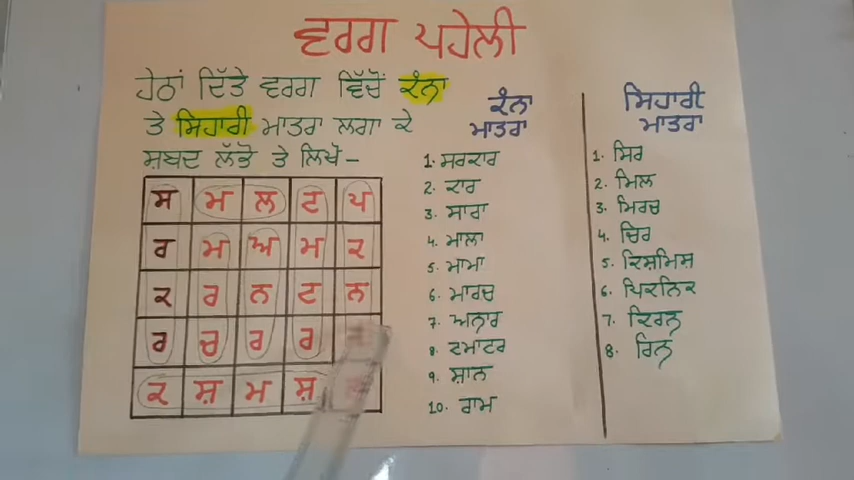 ਵਰਗ ਪਹੇਲੀ
ਹੇਠਾਂ ਦਿੱਤੇ ਵਰਗ ਵਿੱਚੋਂ ਕੰਨਾ
ਤੇ ਸਿਹਾਰੀ ਮਾਤਰਾ ਲਗਾ ਕੇ
ਸ਼ਬਦ ਲੱਭੋ ਤੇ ਲਿਖੋ-
ਸ ਮ ਲ ਟ ਪ
ਰ ਮ ਅ ਮ ਕ
ਕ ਰ ਨ ਟ ਨ
ਰ ਚ ਰ ਰ
ਕ ਸ਼ ਮ ਸ਼
ਕੰਨਾ
ਮਾਤਰਾ
1. ਸਰਕਾਰ
2. ਕਾਰ
3. ਸਾਰਾ
4. ਮਾਲਾ
5. ਮਾਮਾ
6. ਮਾਰਚ
7. ਅਨਾਰ
8. ਟਮਾਟਰ
9. ਸ਼ਾਨ
10. ਰਾਮ
ਸਿਹਾਰੀ
ਮਾਤਰਾ
1. ਸਿਰ
2. ਮਿਲ
3. ਮਿਰਚ
4. ਚਿਰ
5. ਕਿਸ਼ਮਿਸ਼
6. ਪਿਕਨਿਕ
7. ਕਿਰਨ
8. ਰਿਨ